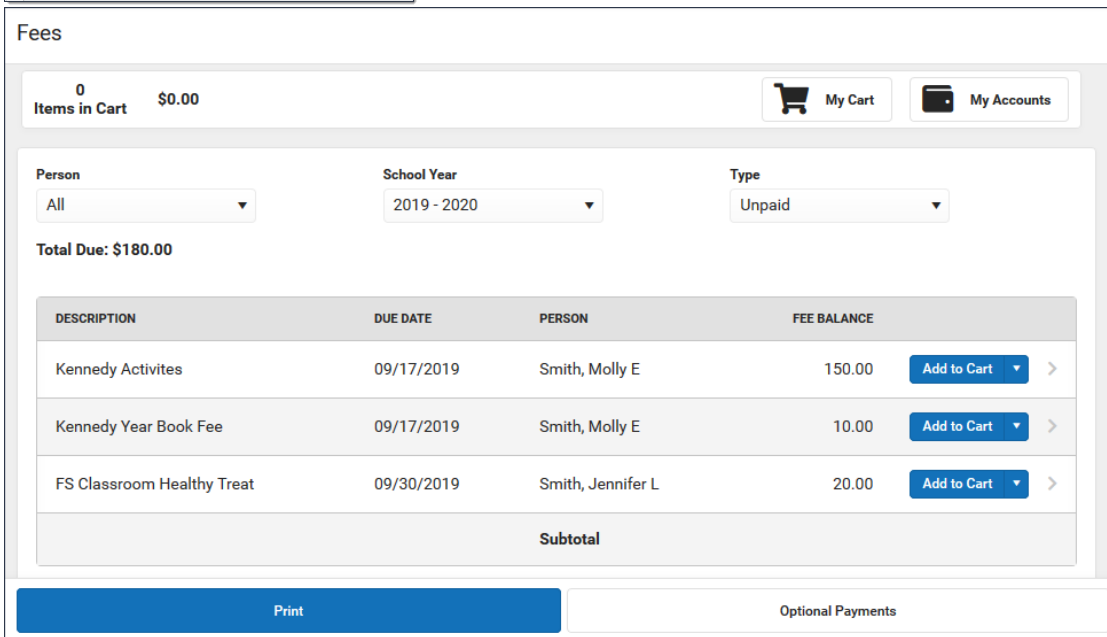 Fees
0
Items in Cart $0.00 My Cart My Accounts
Person School Year Type
All 2019 - 2020 Unpaid
Total Due: $180.00
DESCRIPTION DUE DATE PERSON FEE BALANCE
Kennedy Activites 09/17/2019 Smith, Molly E 150.00 Add to Cart
Kennedy Year Book Fee 09/17/2019 Smith, Molly E 10.00 Add to Cart
FS Classroom Healthy Treat 09/30/2019 Smith, Jennifer L 20.00 Add to Cart
Subtotal
Print Optional Payments